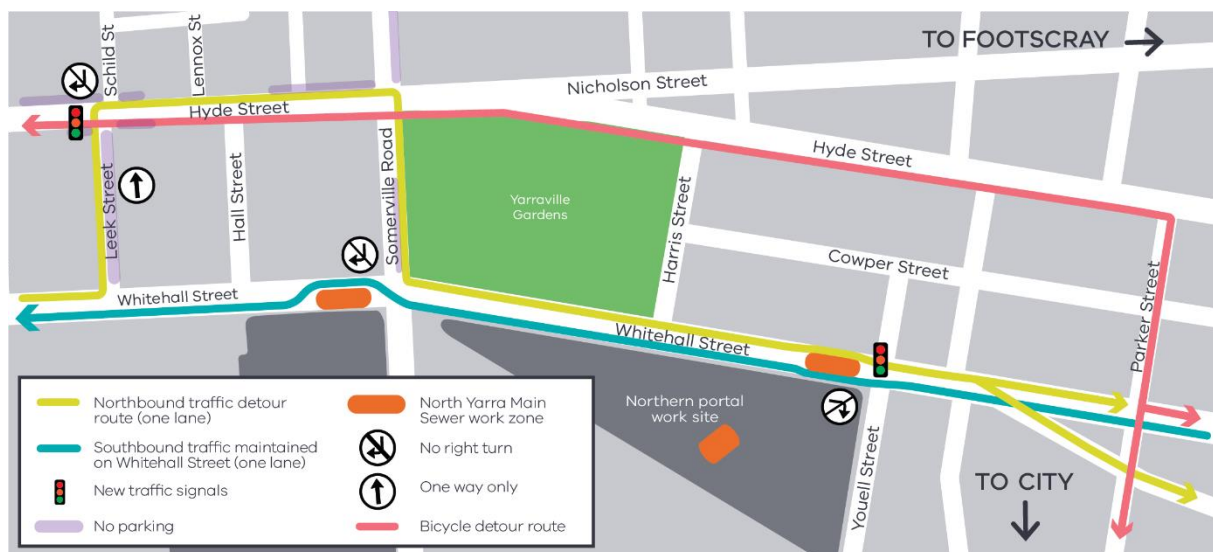 TO FOOTSCRAY
Schild St
Lennox St
Nicholson Street
Hyde Street
Hyde Street
Leek Street
Hall Street
Somerville Road
Yarraville
Gardens
Harris Street
Cowper Street
Parker Street
Whitehall Street
Whitehall Street
Northern portal
work site
Youell Street
TO CITY
Northbound traffic detour
route (one lane)
Southbound traffic maintained
on Whitehall Street (one lane)
New traffic signals
No parking
North Yarra Main
Sewer work zone
No right turn
One way only
Bicycle detour route